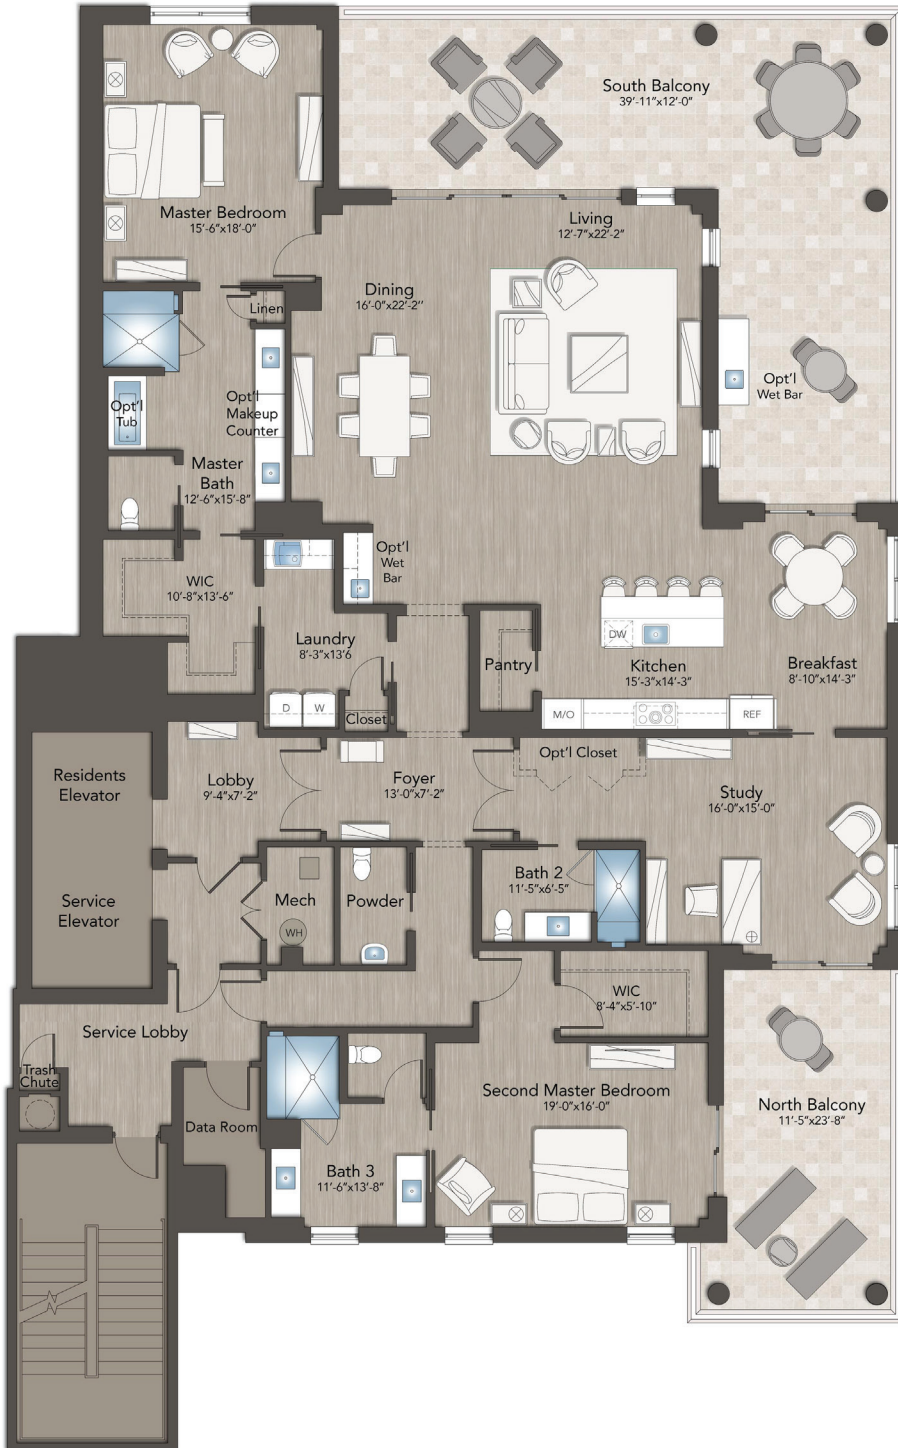 South Balcony
39'-11"x12'-0"
Master Bedroom
15'-6"x18'-0"
Living
12'-7"x22'-2"
Dining
16'-0"x22'-2''
Linen
Opt'l
Tub
Opt'l
Makeup
Counter
Opt'l
Wet Bar
Master
Bath
12'-6"x15'-8"
Opt'l
Wet
Bar
WIC
10'-8"x13'-6"
Laundry
8'-3"x13'6
DW
Pantry
Kitchen
15'-3"x14'-3"
Breakfast
8'-10"x14'-3"
D
W
Closet
M/O
REF
Residents
Elevator
Lobby
9'-4"x7'-2"
Foyer
13'-0"x7'-2"
Opt'l Closet
Study
16'-0"x15'-0"
Service
Elevator
Mech
WH
Powder
Bath 2
11'-5"x6'-5"
WIC
8'-4"x5'-10"
Service Lobby
Trash
Chute
Data Room
Second Master Bedroom
19'-0"x16'-0"
North Balcony
11'-5"x23'-8"
Bath 3
11'-6"x13'-8"